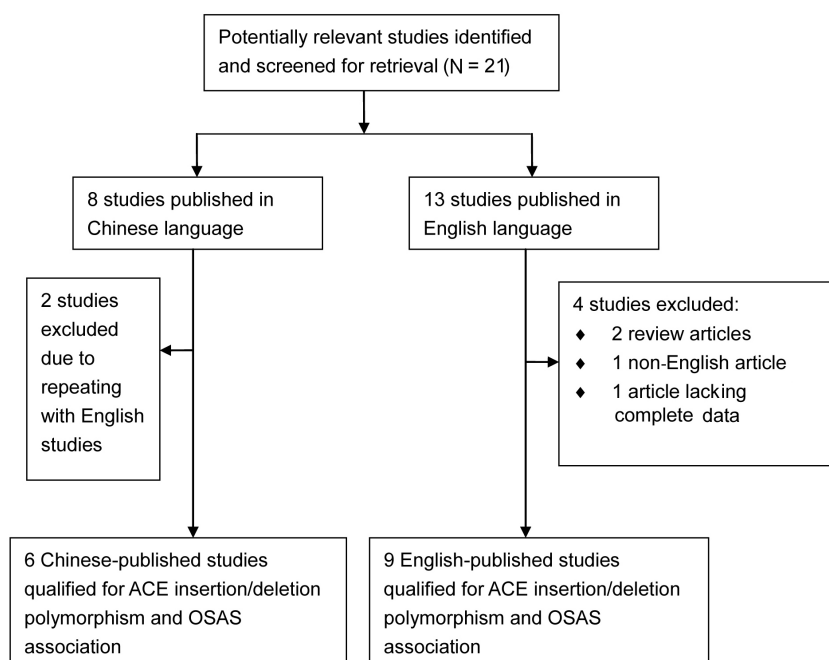 Potentially relevant studies identified
and screened for retrieval (N = 21)
8 studies published in
Chinese language
13 studies published in
English language
2 studies
excluded
due to
repeating
with English
studies
4 studies excluded:
♦ 2 review articles
♦ 1 non-English article
♦ 1 article lacking
complete data
6 Chinese-published studies
qualified for ACE insertion/deletion
polymorphism and OSAS
association
9 English-published studies
qualified for ACE insertion/deletion
polymorphism and OSAS
association